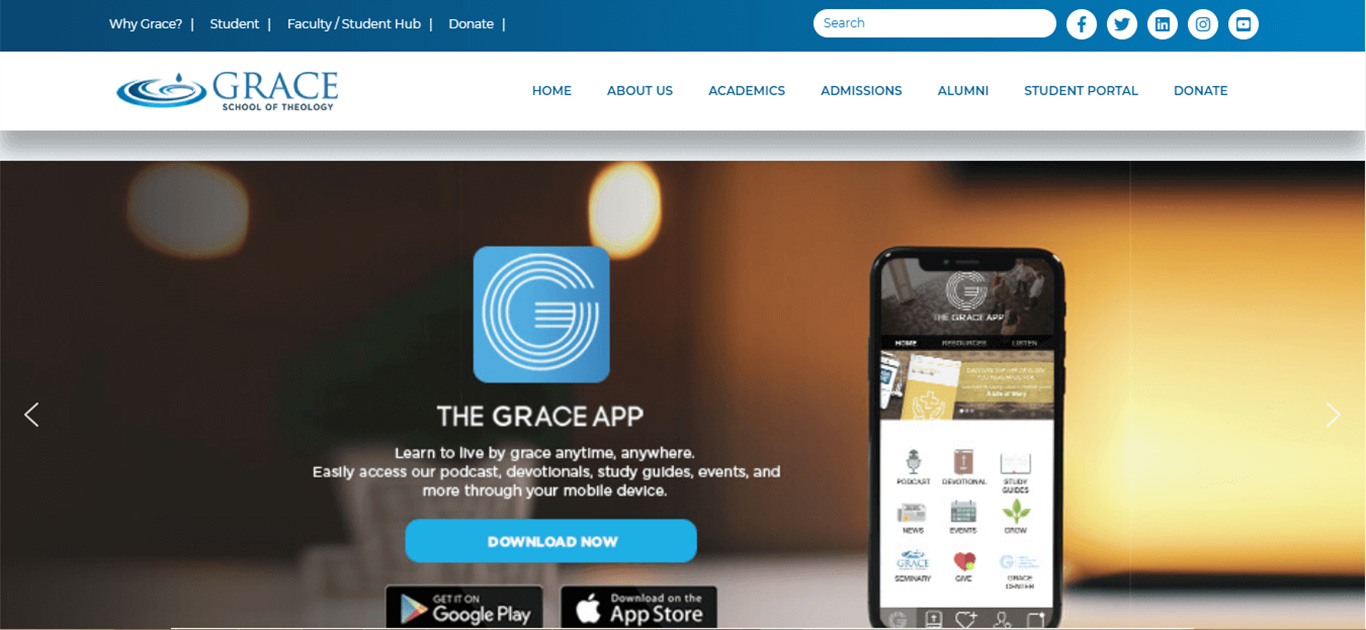 Why Grace? |
Student |
Faculty / Student Hub |
Donate |
Search
GRACE
SCHOOL OF THEOLOGY
HOME
ABOUT US
ACADEMICS
ADMISSIONS
ALUMNI
STUDENT PORTAL
DONATE
THE GRACE APP
Learn to live by grace anytime, anywhere.
Easily access our podcast, devotionals, study guides, events, and
more through your mobile device.
DOWNLOAD NOW
GET IT ON
Google Play
Download on the
App Store
THE GRACE APP
HOME RESOURCES LISTEN
A Life of Story
PODCAST
DEVOTIONAL
STUDY
GUIDES
NEWS
EVENTS
GROW
GRACE
SEMINARY
GIVE
GRACE
CENTER